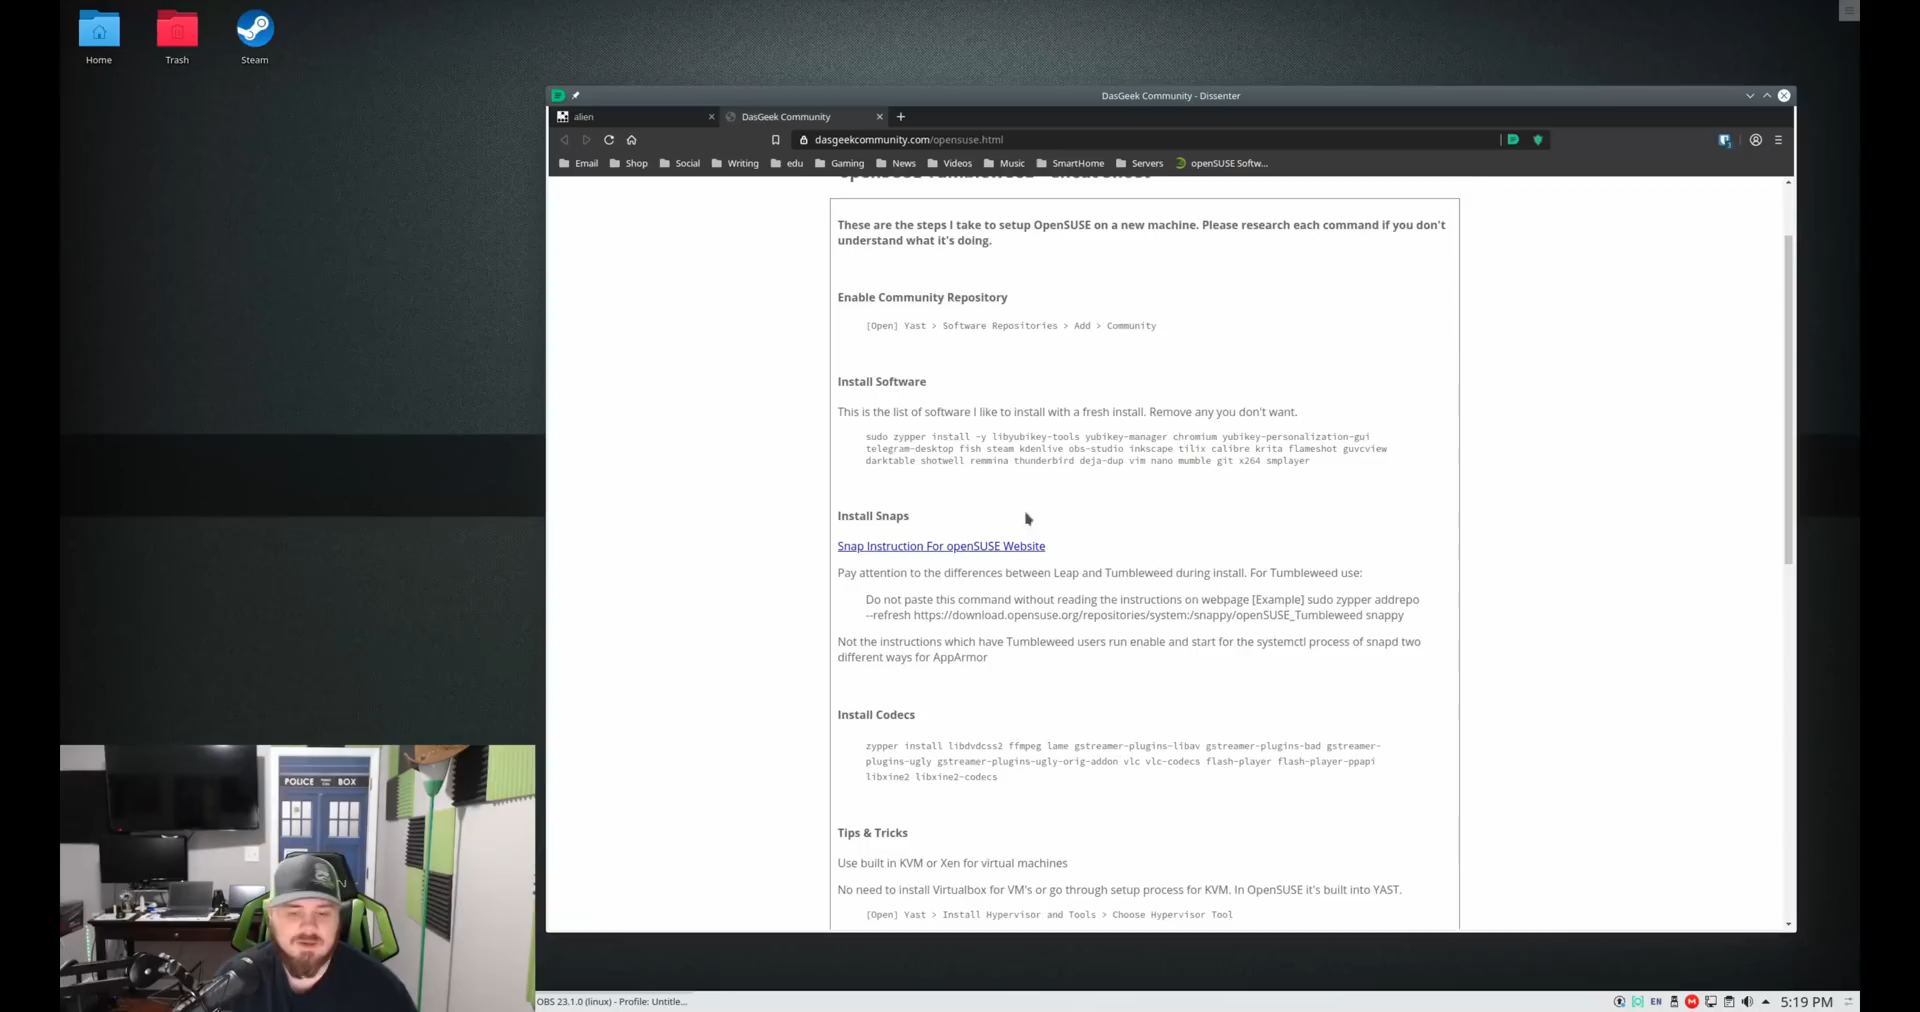 Home
Trash
Steam
DasGeek Community - Dissenter
alien
DasGeek Community
dasgeekcommunity.com/opensuse.html
Email
Shop
Social
Writing
edu
Gaming
News
Videos
Music
SmartHome
Servers
openSUSE Softw...
These are the steps I take to setup OpenSUSE on a new machine. Please research each command if you don't
understand what it's doing.
Enable Community Repository
[Open] Yast > Software Repositories > Add > Community
Install Software
This is the list of software I like to install with a fresh install. Remove any you don't want.
sudo zypper install -y libyubikey-tools yubikey-manager chromium yubikey-personalization-gui
telegram-desktop fish steam kdenlive obs-studio inkscape tilix calibre krita flameshot guvcview
darktable shotwell remmina thunderbird deja-dup vim nano mumble git x264 smplayer
Install Snaps
Snap Instruction For openSUSE Website
Pay attention to the differences between Leap and Tumbleweed during install. For Tumbleweed use:
Do not paste this command without reading the instructions on webpage [Example] sudo zypper addrepo
--refresh https://download.opensuse.org/repositories/system:/snappy/openSUSE_Tumbleweed snappy
Not the instructions which have Tumbleweed users run enable and start for the systemctl process of snapd two
different ways for AppArmor
Install Codecs
zypper install libdvdcss2 ffmpeg lame gstreamer-plugins-libav gstreamer-plugins-bad gstreamer-
plugins-ugly gstreamer-plugins-ugly-orig-addon vlc vlc-codecs flash-player flash-player-ppapi
libxine2 libxine2-codecs
Tips & Tricks
Use built in KVM or Xen for virtual machines
No need to install Virtualbox for VM's or go through setup process for KVM. In OpenSUSE it's built into YAST.
[Open] Yast > Install Hypervisor and Tools > Choose Hypervisor Tool
POLICE BOX
OBS 23.1.0 (linux) - Profile: Untitle...
EN
5:19 PM